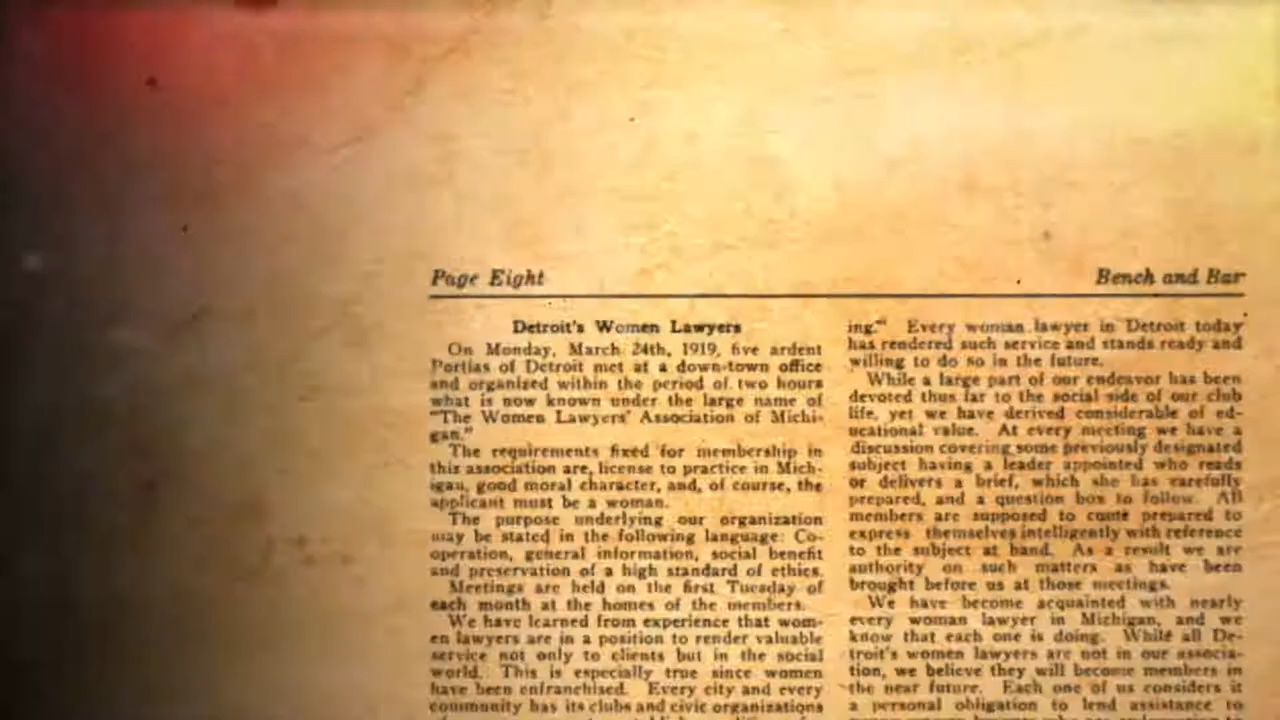 Page Eight
Bench and Bar
Detroit's Women Lawyers
On Monday, March 24th, 1919, five ardent
Portias of Detroit met at a down-town office
and organized within the period of two hours
what is now known under the large name of
"The Women Lawyers' Association of Michi-
gan."
The requirements fixed for membership in
this association are, license to practice in Mich-
igan, good moral character, and, of course, the
applicant must be a woman.
The purpose underlying our organization
may be stated in the following language: Co-
operation, general information, social benefit
and preservation of a high standard of ethics.
Meetings are held on the first Tuesday of
each month at the homes of the members.
We have learned from experience that wom-
en lawyers are in a position to render valuable
service not only to clients but in the social
world. This is especially true since women
have been enfranchised. Every city and every
community has its clubs and civic organizations
ing." Every woman lawyer in Detroit today
has rendered such service and stands ready and
willing to do so in the future.
While a large part of our endeavor has been
devoted thus far to the social side of our club
life, yet we have derived considerable of ed-
ucational value. At every meeting we have a
discussion covering some previously designated
subject having a leader appointed who reads
or delivers a brief, which she has carefully
prepared, and a question box to follow. All
members are supposed to come prepared to
express themselves intelligently with reference
to the subject at hand. As a result we are
authority on such matters as have been
brought before us at those meetings.
We have become acquainted with nearly
every woman lawyer in Michigan, and we
know that each one is doing. While all De-
troit's women lawyers are not in our associa-
tion, we believe they will become members in
the near future. Each one of us considers it
a personal obligation to lend assistance to